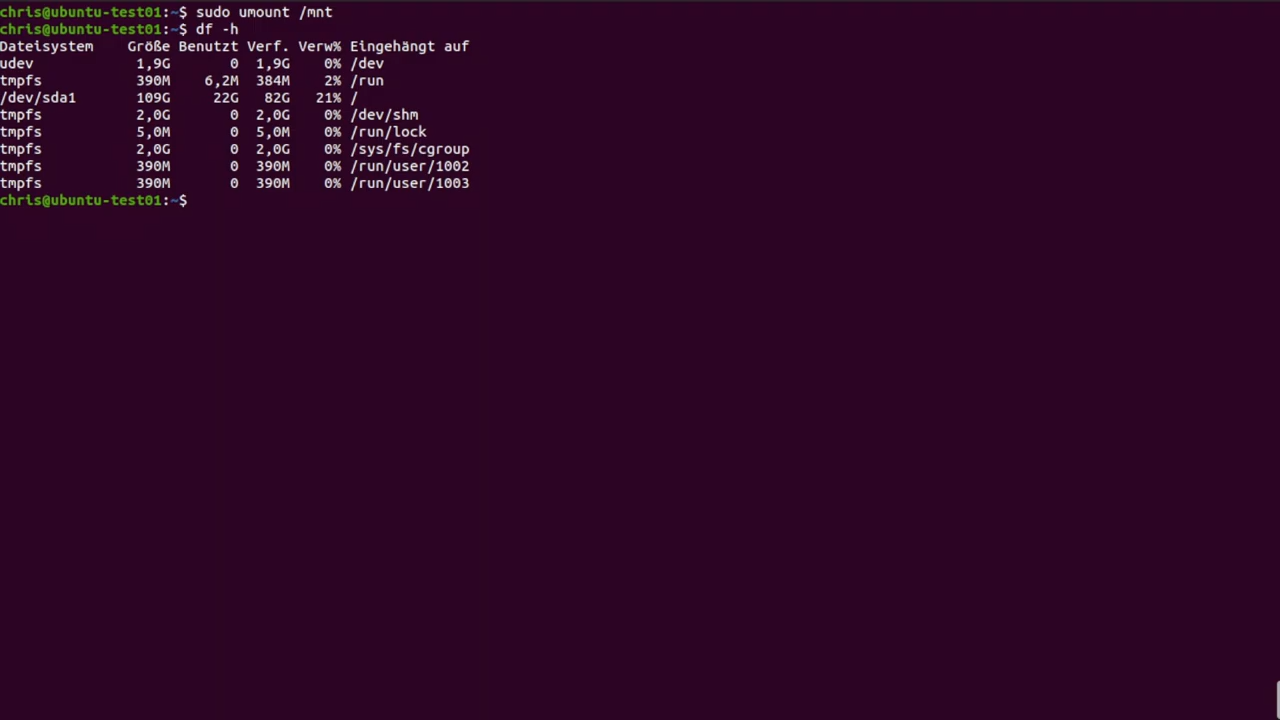 chris@ubuntu-test01:~$ sudo umount /mnt
chris@ubuntu-test01:~$ df -h
Dateisystem    Größe Benutzt Verf. Verw% Eingehängt auf
udev            1,9G       0  1,9G    0% /dev
tmpfs           390M    6,2M  384M    2% /run
/dev/sda1       109G     22G   82G   21% /
tmpfs           2,0G       0  2,0G    0% /dev/shm
tmpfs           5,0M       0  5,0M    0% /run/lock
tmpfs           2,0G       0  2,0G    0% /sys/fs/cgroup
tmpfs           390M       0  390M    0% /run/user/1002
tmpfs           390M       0  390M    0% /run/user/1003
chris@ubuntu-test01:~$